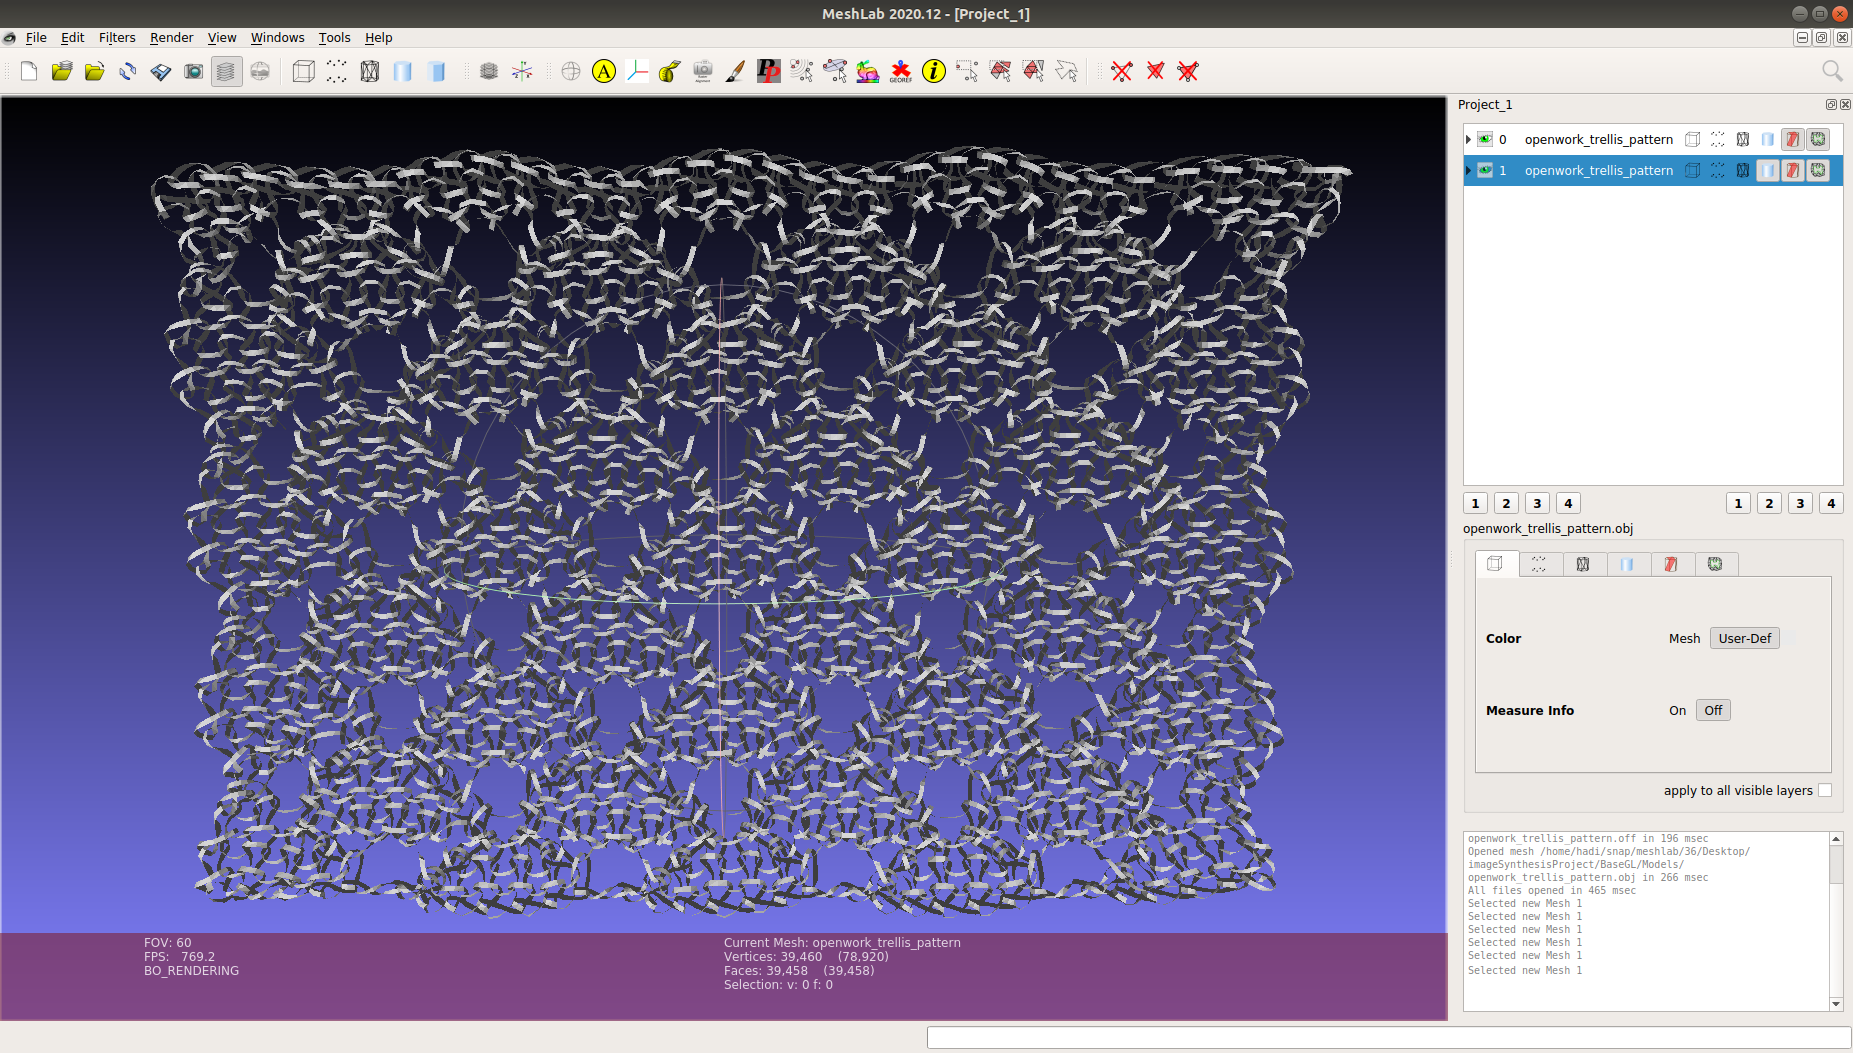 MeshLab 2020.12 - [Project_1]
File Edit Filters Render View Windows Tools Help
A PP GEOREF i
Project_1
0 openwork_trellis_pattern
1 openwork_trellis_pattern
1 2 3 4 1 2 3 4
openwork_trellis_pattern.obj
Color Mesh User-Def
Measure Info On Off
apply to all visible layers
openwork_trellis_pattern.off in 196 msec
Opened mesh /home/hadi/snap/meshlab/36/Desktop/
imageSynthesisProject/BaseGL/Models/
openwork_trellis_pattern.obj in 266 msec
All files opened in 465 msec
Selected new Mesh 1
Selected new Mesh 1
Selected new Mesh 1
Selected new Mesh 1
Selected new Mesh 1
Selected new Mesh 1
FOV: 60
FPS: 769.2
BO_RENDERING
Current Mesh: openwork_trellis_pattern
Vertices: 39,460 (78,920)
Faces: 39,458 (39,458)
Selection: v: 0 f: 0